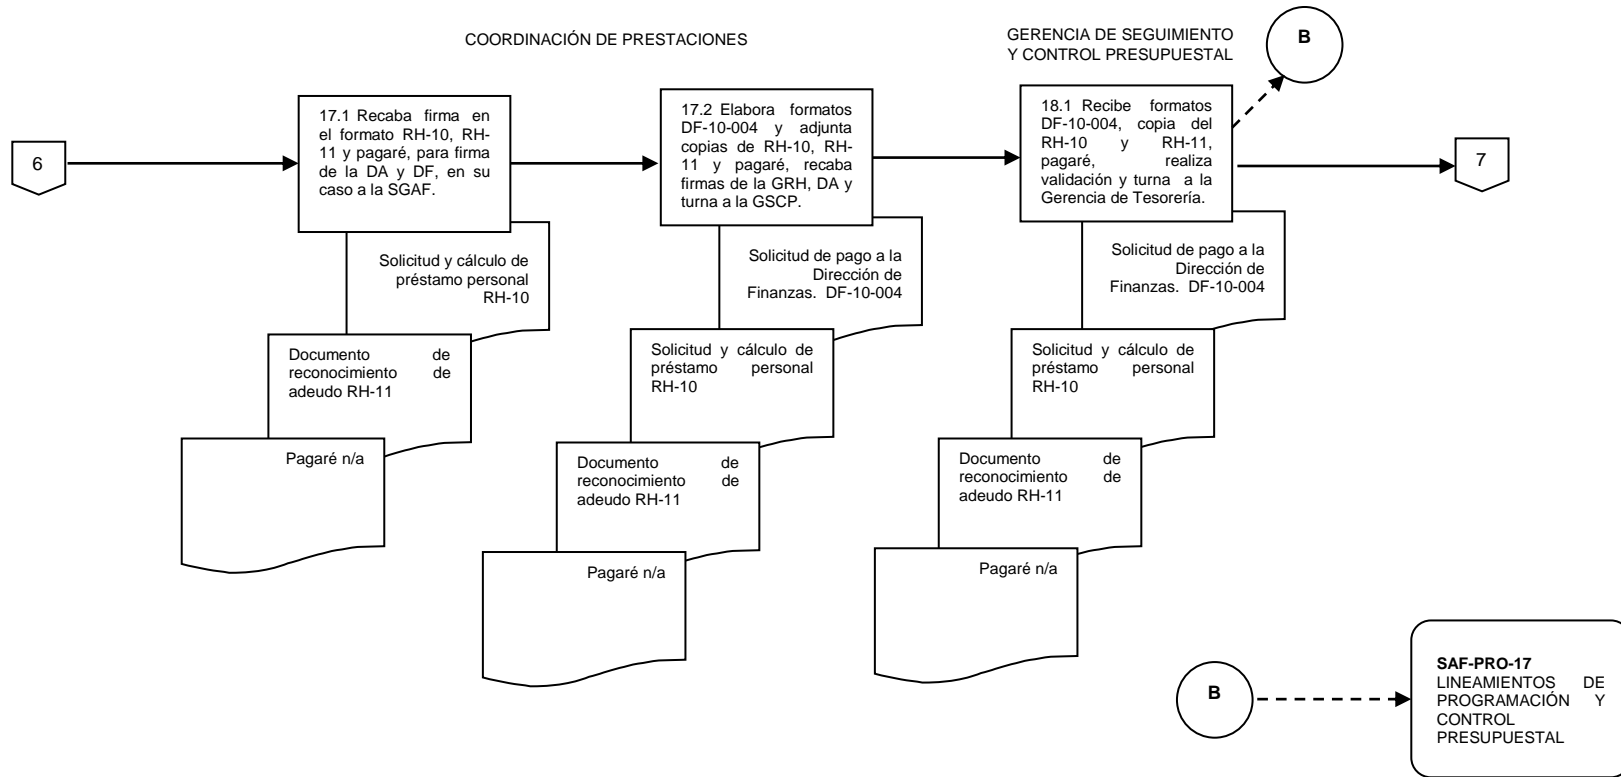 COORDINACIÓN DE PRESTACIONES
GERENCIA DE SEGUIMIENTO
Y CONTROL PRESUPUESTAL
B
6
17.1 Recaba firma en
el formato RH-10, RH-
11 y pagaré, para firma
de la DA y DF, en su
caso a la SGAF.
Solicitud y cálculo de
préstamo personal
RH-10
Documento de
reconocimiento de
adeudo RH-11
Pagaré n/a
17.2 Elabora formatos
DF-10-004 y adjunta
copias de RH-10, RH-
11 y pagaré, recaba
firmas de la GRH, DA y
turna a la GSCP.
Solicitud de pago a la
Dirección de
Finanzas. DF-10-004
Solicitud y cálculo de
préstamo personal
RH-10
Documento de
reconocimiento de
adeudo RH-11
Pagaré n/a
18.1 Recibe formatos
DF-10-004, copia del
RH-10 y RH-11,
pagaré, realiza
validación y turna a la
Gerencia de Tesorería.
Solicitud de pago a la
Dirección de
Finanzas. DF-10-004
Solicitud y cálculo de
préstamo personal
RH-10
Documento de
reconocimiento de
adeudo RH-11
Pagaré n/a
7
B
SAF-PRO-17
LINEAMIENTOS DE
PROGRAMACIÓN Y
CONTROL
PRESUPUESTAL